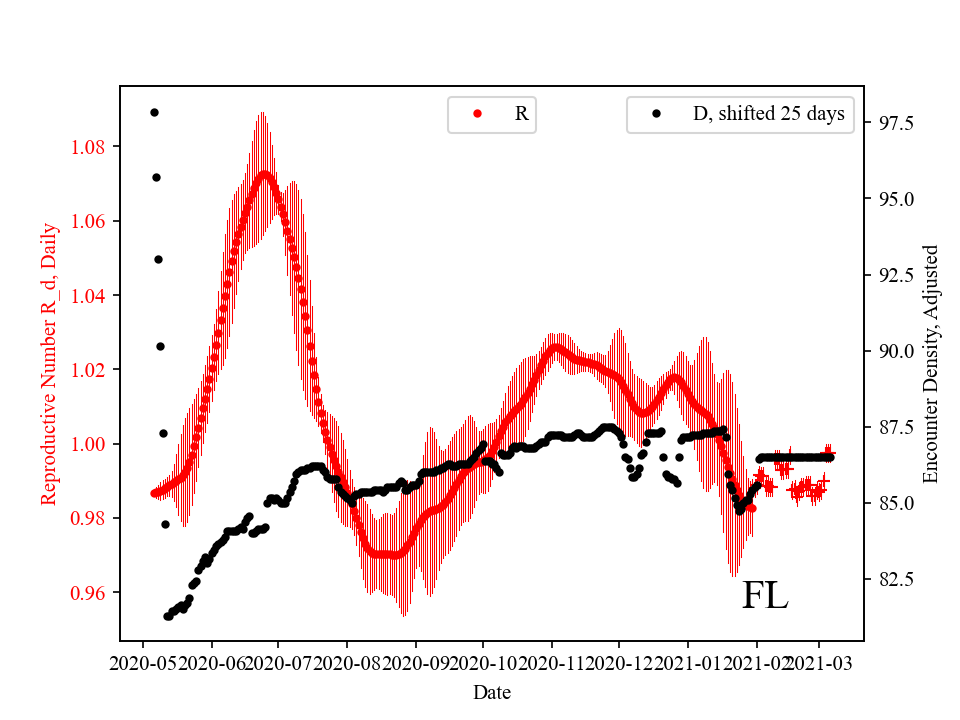 R
D, shifted 25 days
Reproductive Number R_d, Daily
1.08
1.06
1.04
1.02
1.00
0.98
0.96
97.5
95.0
92.5
90.0
87.5
85.0
82.5
Encounter Density, Adjusted
FL
2020-05 2020-06 2020-07 2020-08 2020-09 2020-10 2020-11 2020-12 2021-01 2021-02 2021-03
Date